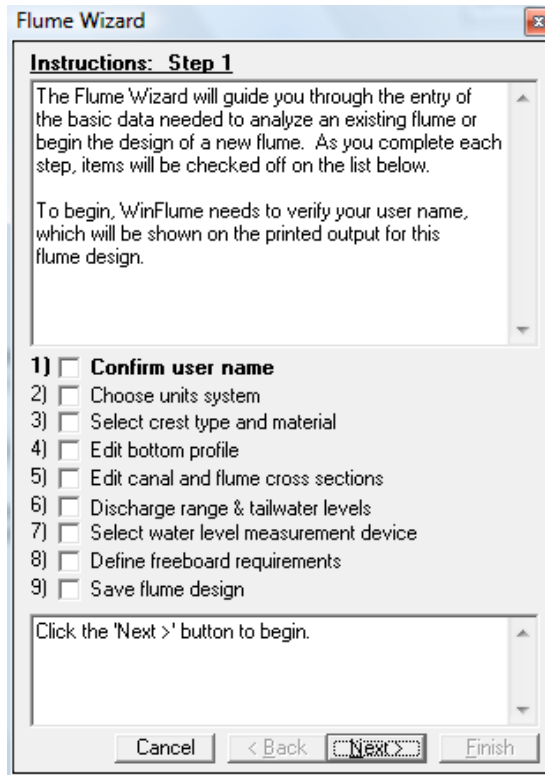 Flume Wizard
Instructions: Step 1
The Flume Wizard will guide you through the entry of
the basic data needed to analyze an existing flume or
begin the design of a new flume. As you complete each
step, items will be checked off on the list below.
To begin, WinFlume needs to verify your user name,
which will be shown on the printed output for this
flume design.
1) Confirm user name
2) Choose units system
3) Select crest type and material
4) Edit bottom profile
5) Edit canal and flume cross sections
6) Discharge range & tailwater levels
7) Select water level measurement device
8) Define freeboard requirements
9) Save flume design
Click the 'Next >' button to begin.
Cancel < Back Next > Finish